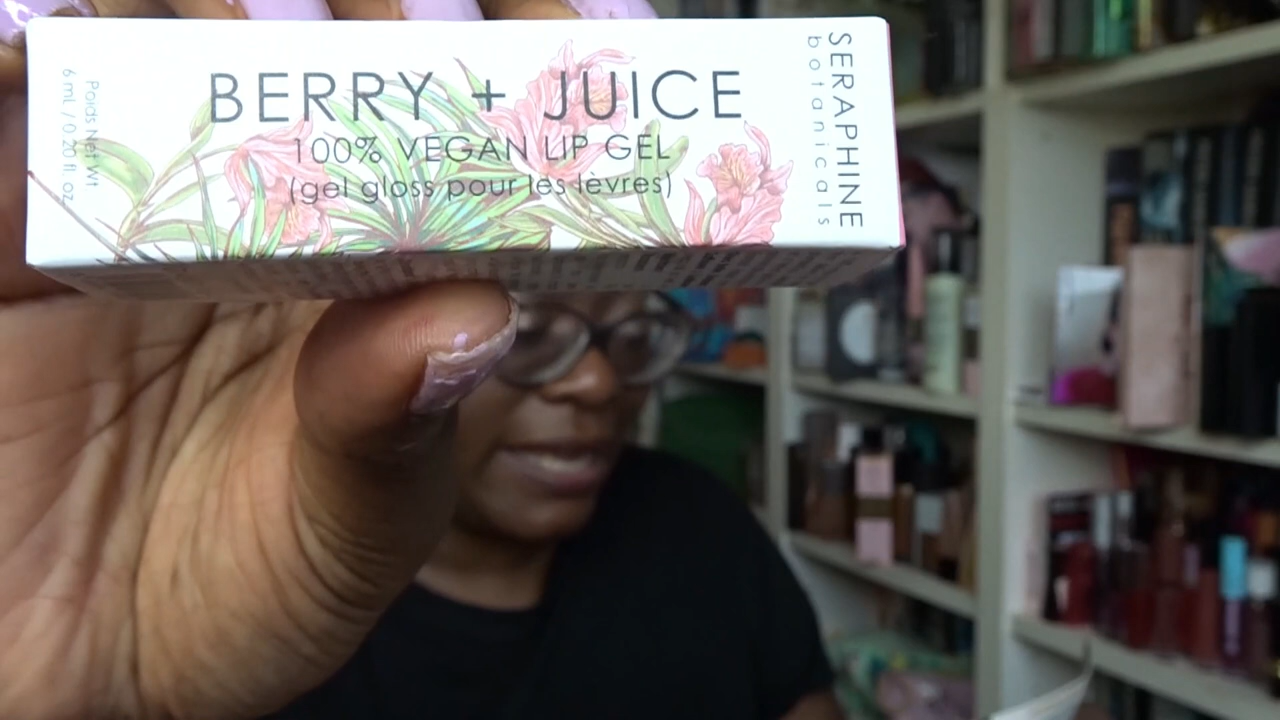 BERRY + JUICE
100% VEGAN LIP GEL
(gel gloss pour les lèvres)
SERAPHINE
botanicals
Poids Net Wt
6 mL / 0.20 fl. oz